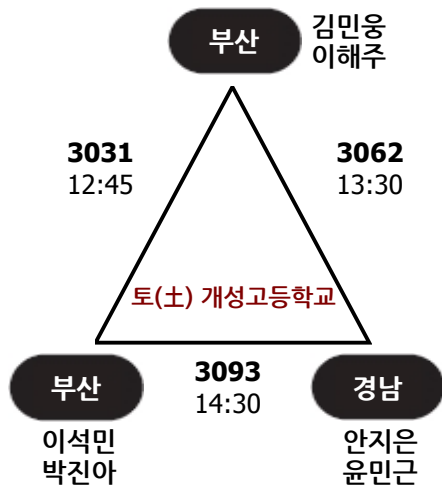 부산
김민웅
이해주
3031
12:45
3062
13:30
토(土) 개성고등학교
부산
3093
14:30
경남
이석민
박진아
안지은
윤민근